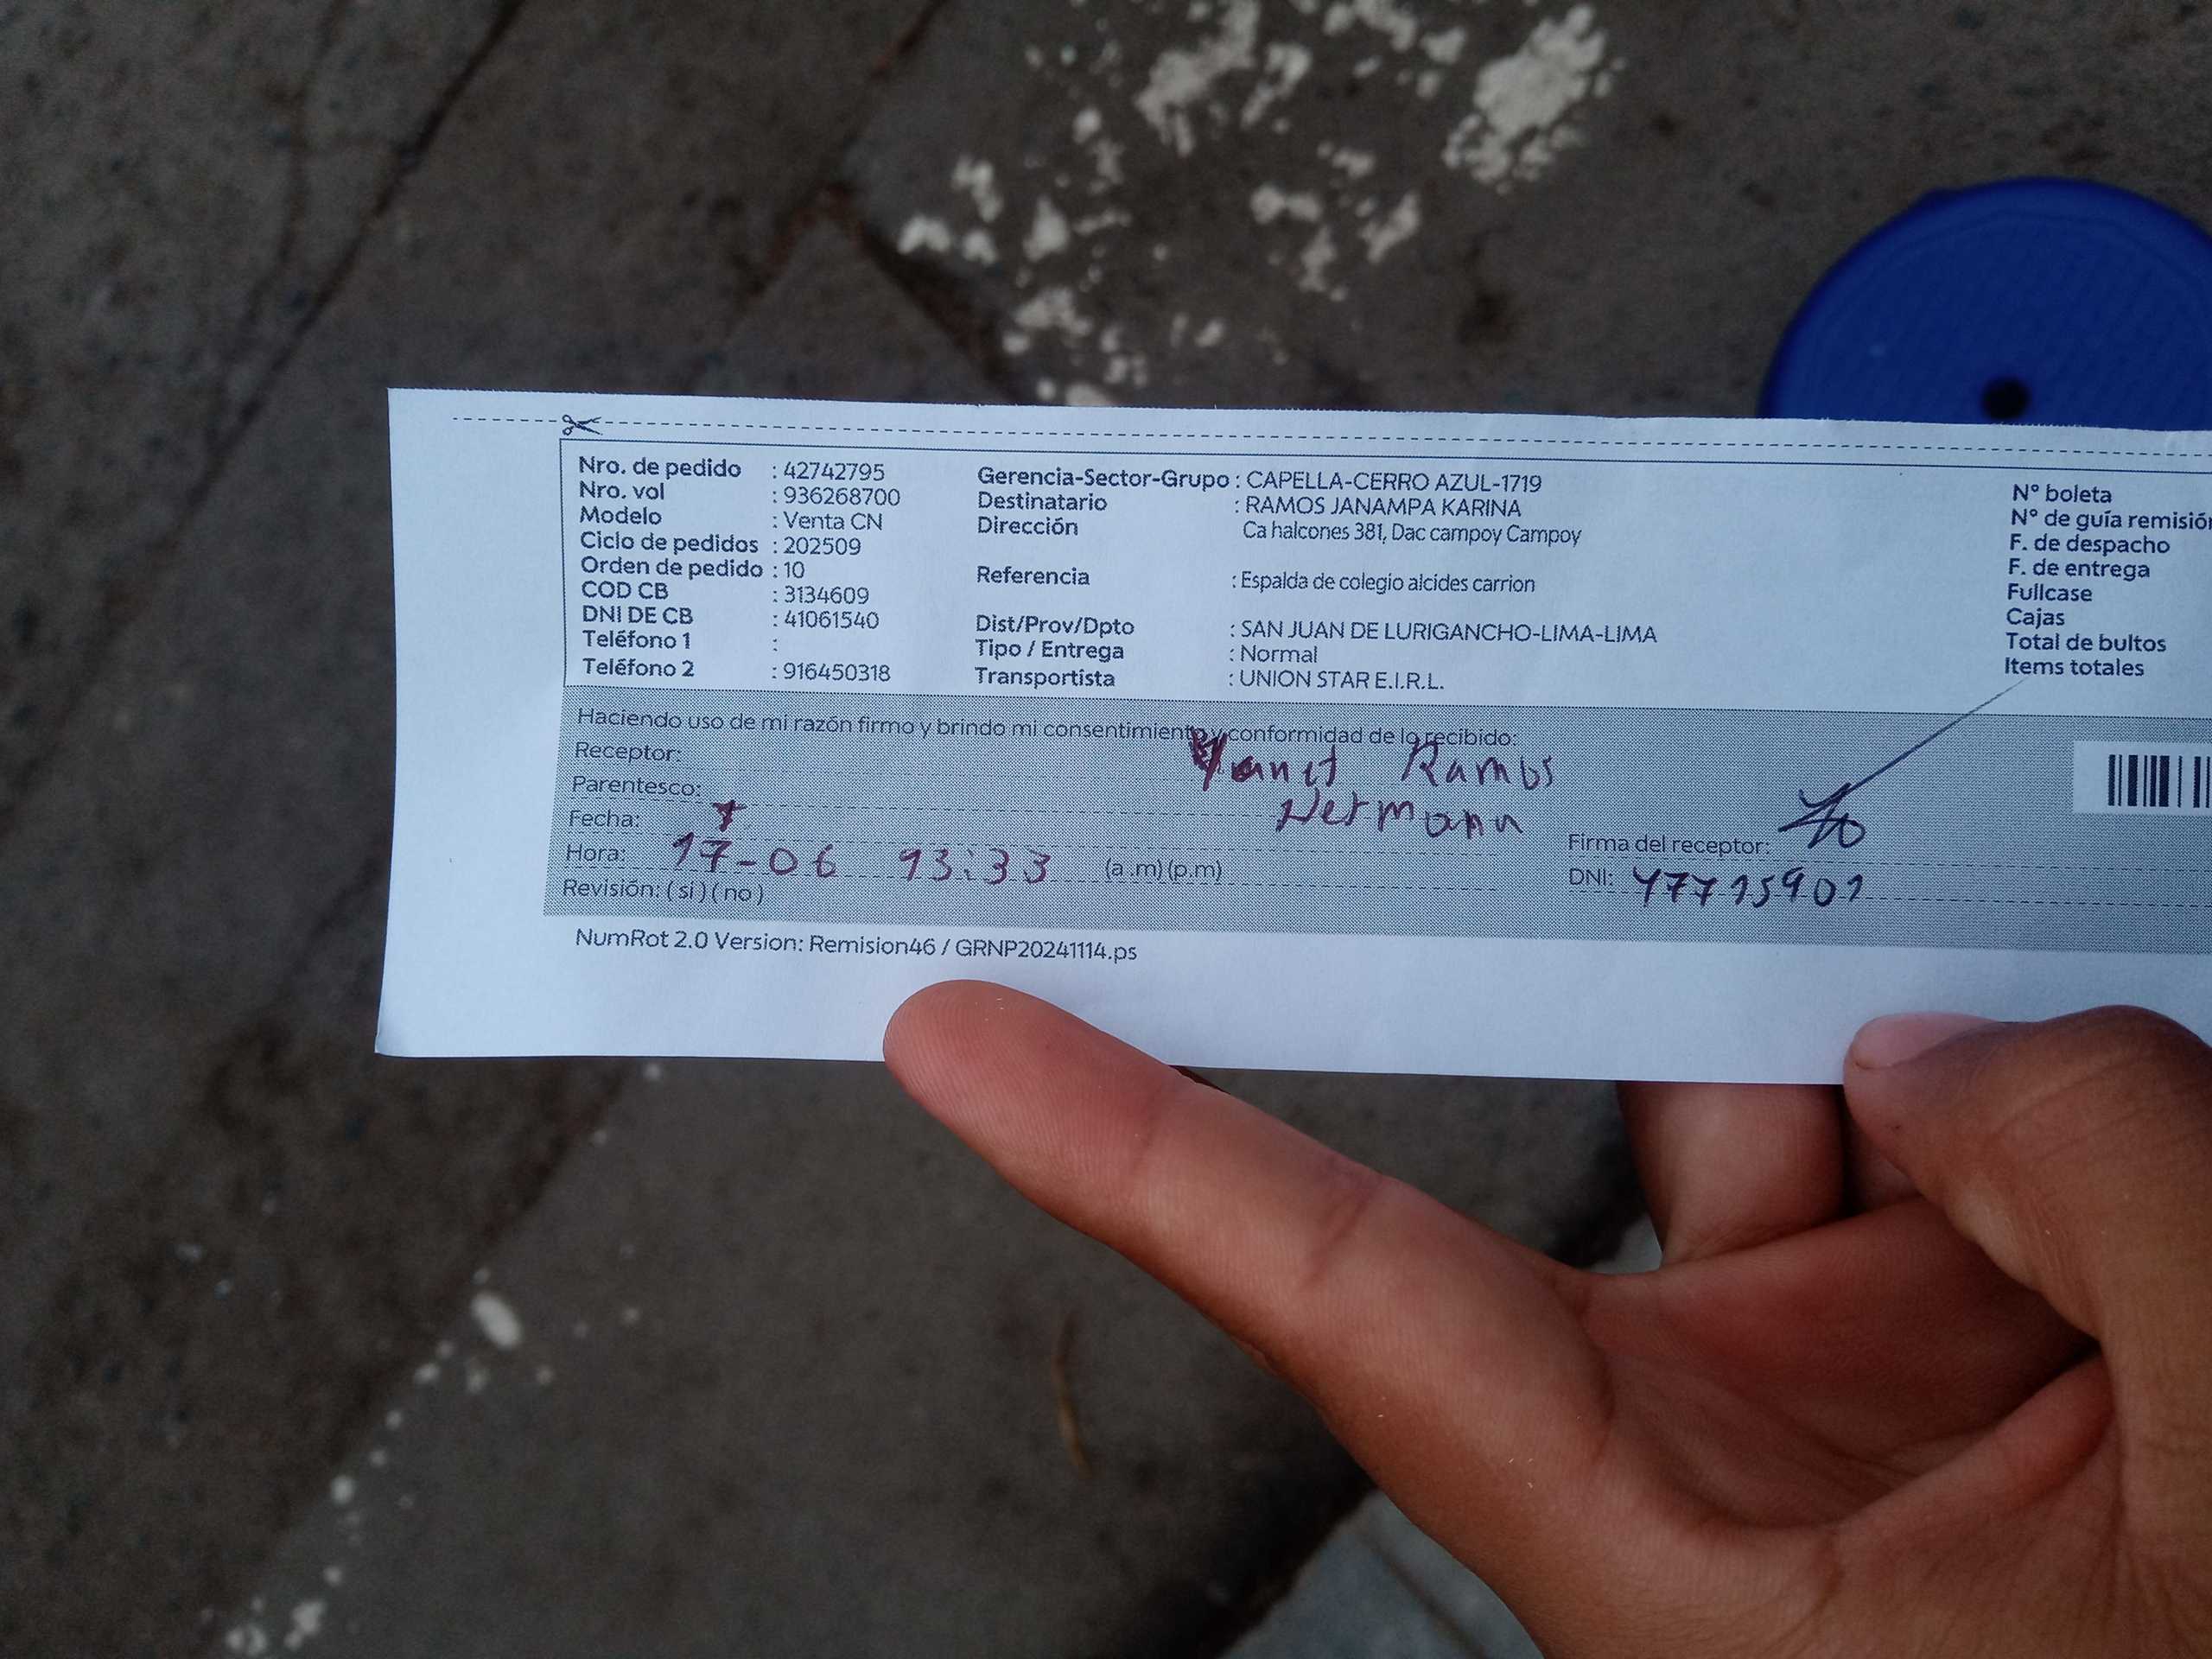 Nro. de pedido : 42742795
Nro. vol : 936268700
Modelo : Venta CN
Ciclo de pedidos : 202509
Orden de pedido : 10
COD CB : 3134609
DNI DE CB : 41061540
Teléfono 1 :
Teléfono 2 : 916450318
Gerencia-Sector-Grupo : CAPELLA-CERRO AZUL-1719
Destinatario : RAMOS JANAMPA KARINA
Dirección Ca halcones 381, Dac campoy Campoy
Referencia : Espalda de colegio alcides carrion
Dist/Prov/Dpto : SAN JUAN DE LURIGANCHO-LIMA-LIMA
Tipo / Entrega : Normal
Transportista : UNION STAR E.I.R.L.
N° boleta
N° de guía remisión
F. de despacho
F. de entrega
Fullcase
Cajas
Total de bultos
Items totales
Haciendo uso de mi razón firmo y brindo mi consentimiento y conformidad de lo recibido:
Receptor: Yanet Ramos
Parentesco: Hermana
Fecha:
Hora: 17-06 13:33 (a.m) (p.m)
Revisión: ( si ) ( no )
Firma del receptor:
DNI: 47715901
NumRot 2.0 Version: Remision46 / GRNP20241114.ps